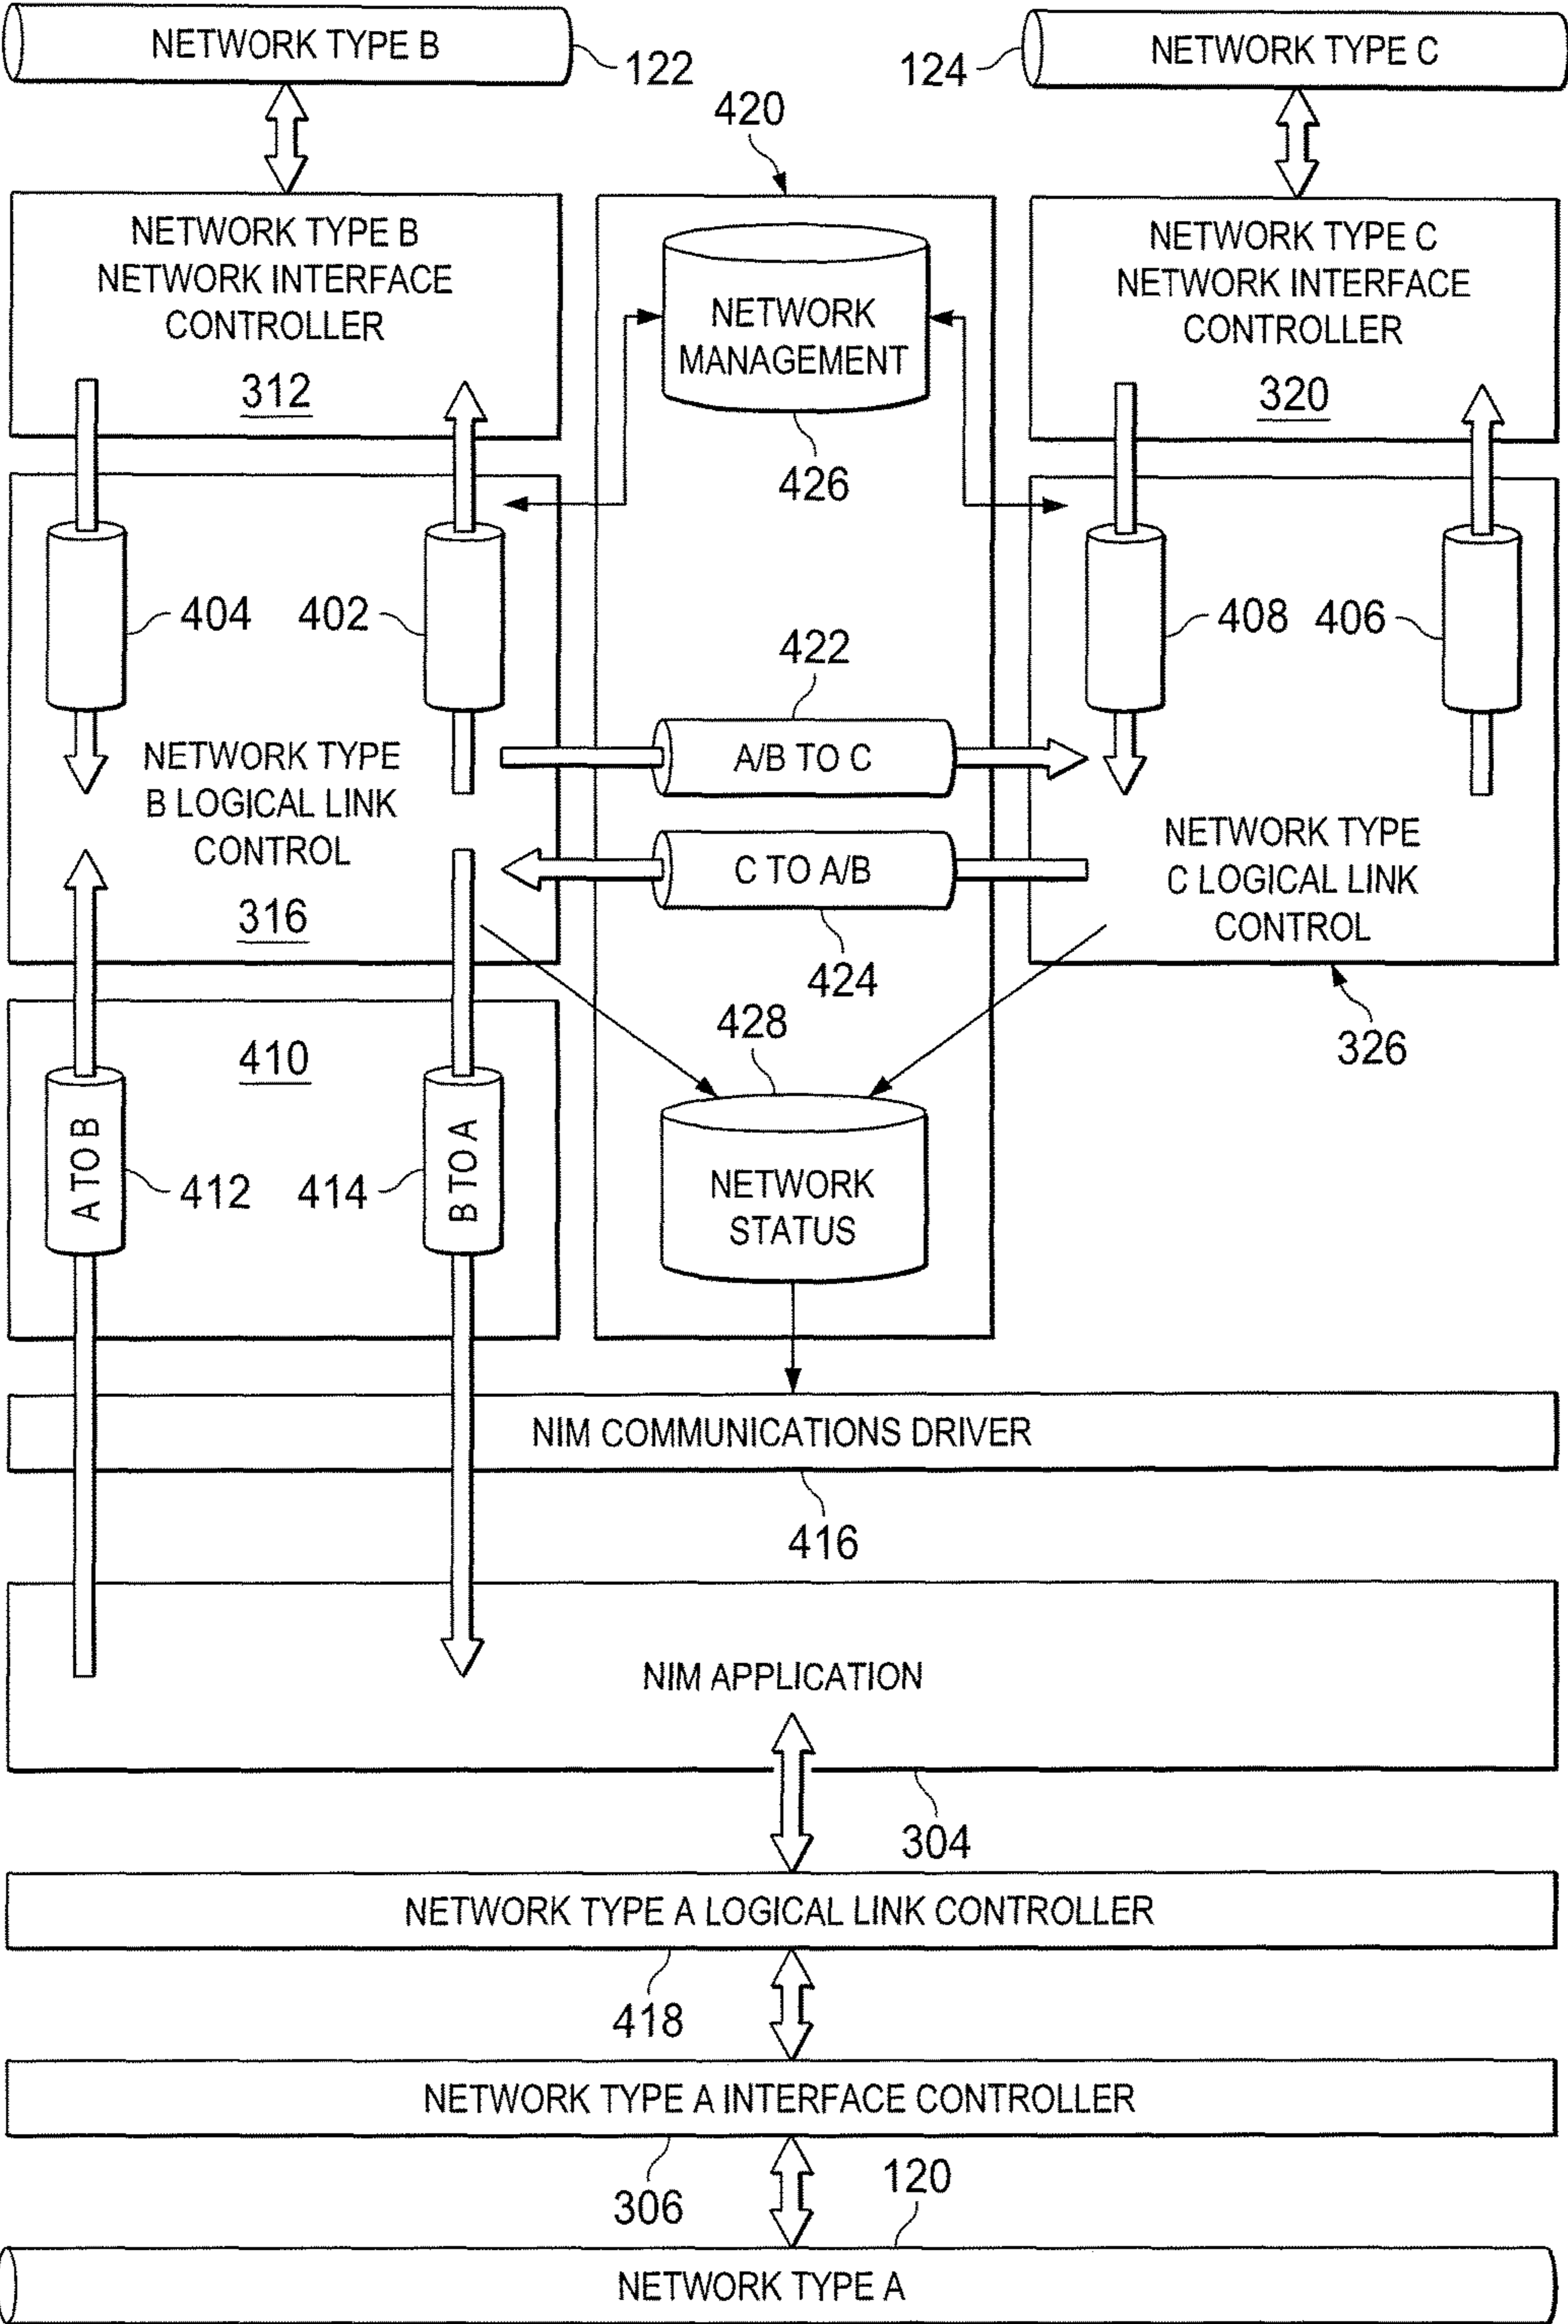 NETWORK TYPE B
122
124
NETWORK TYPE C
420
NETWORK TYPE B
NETWORK INTERFACE
CONTROLLER
312
NETWORK
MANAGEMENT
426
NETWORK TYPE C
NETWORK INTERFACE
CONTROLLER
320
404
402
408
406
422
A/B TO C
NETWORK TYPE
B LOGICAL LINK
CONTROL
316
C TO A/B
424
NETWORK TYPE
C LOGICAL LINK
CONTROL
326
410
428
A TO B
412
414
B TO A
NETWORK
STATUS
NIM COMMUNICATIONS DRIVER
416
NIM APPLICATION
304
NETWORK TYPE A LOGICAL LINK CONTROLLER
418
NETWORK TYPE A INTERFACE CONTROLLER
306
120
NETWORK TYPE A